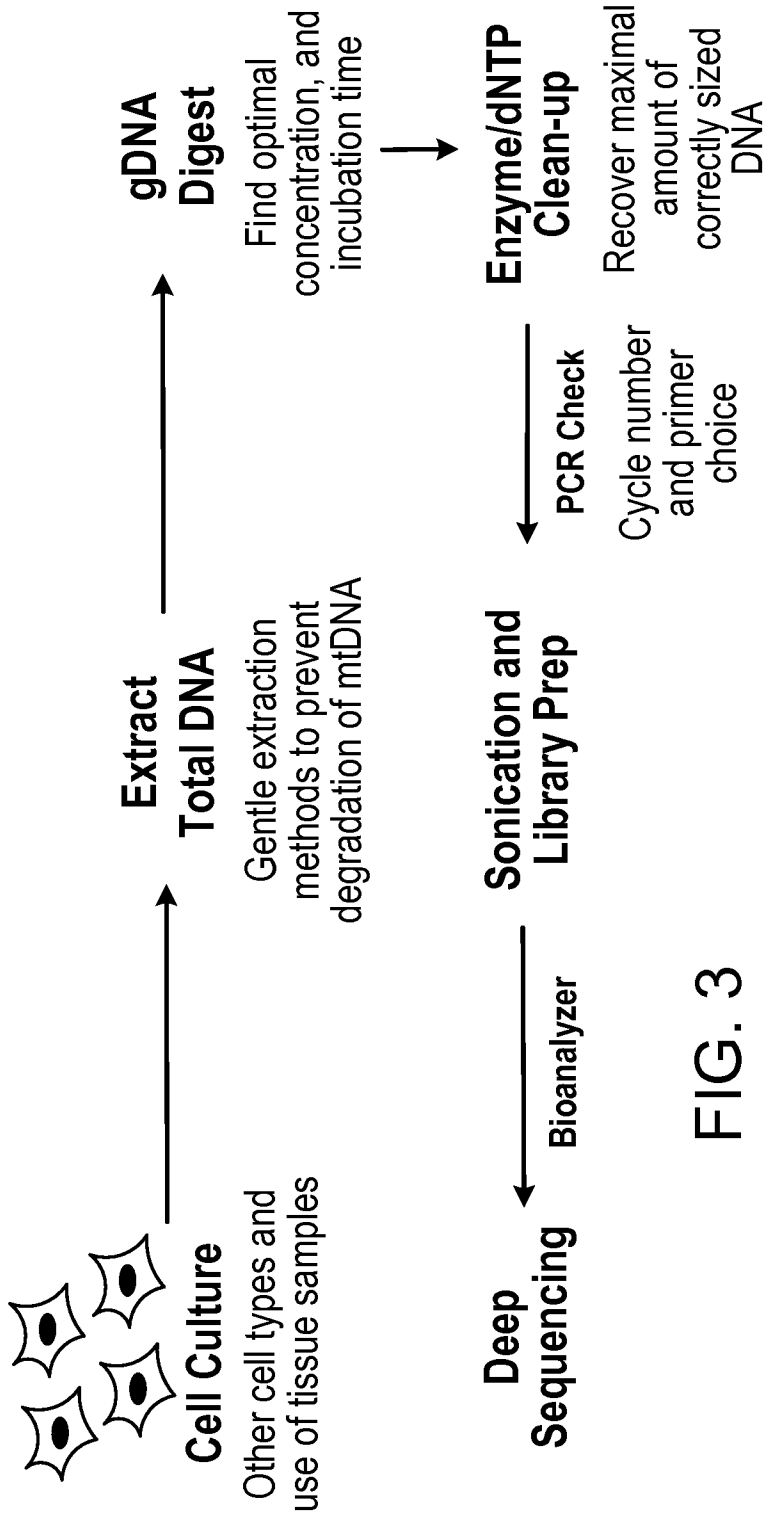 Cell Culture
Other cell types and
use of tissue samples
Extract
Total DNA
Gentle extraction
methods to prevent
degradation of mtDNA
gDNA
Digest
Find optimal
concentration, and
incubation time
Enzyme/dNTP
Clean-up
Recover maximal
amount of
correctly sized
DNA
PCR Check
Cycle number
and primer
choice
Sonication and
Library Prep
Bioanalyzer
Deep
Sequencing
FIG. 3